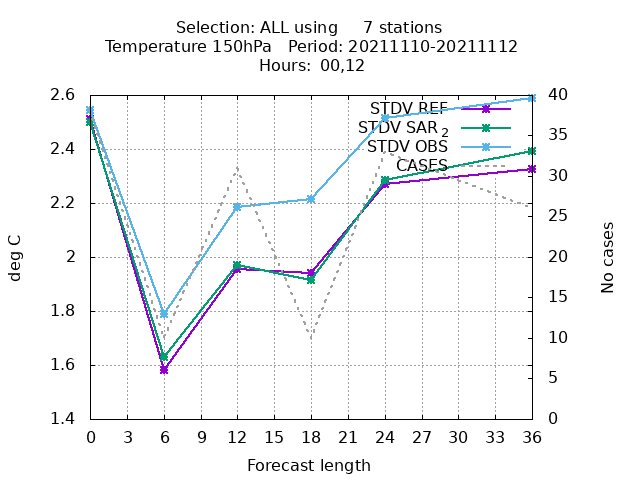 Selection: ALL using     7 stations
Temperature 150hPa   Period: 20211110-20211112
Hours: 00,12
STDV REF
STDV SAR 2
STDV OBS
CASES
2.6
2.4
2.2
2
1.8
1.6
1.4
deg C
40
35
30
25
20
15
10
5
0
No cases
0 3 6 9 12 15 18 21 24 27 30 33 36
Forecast length